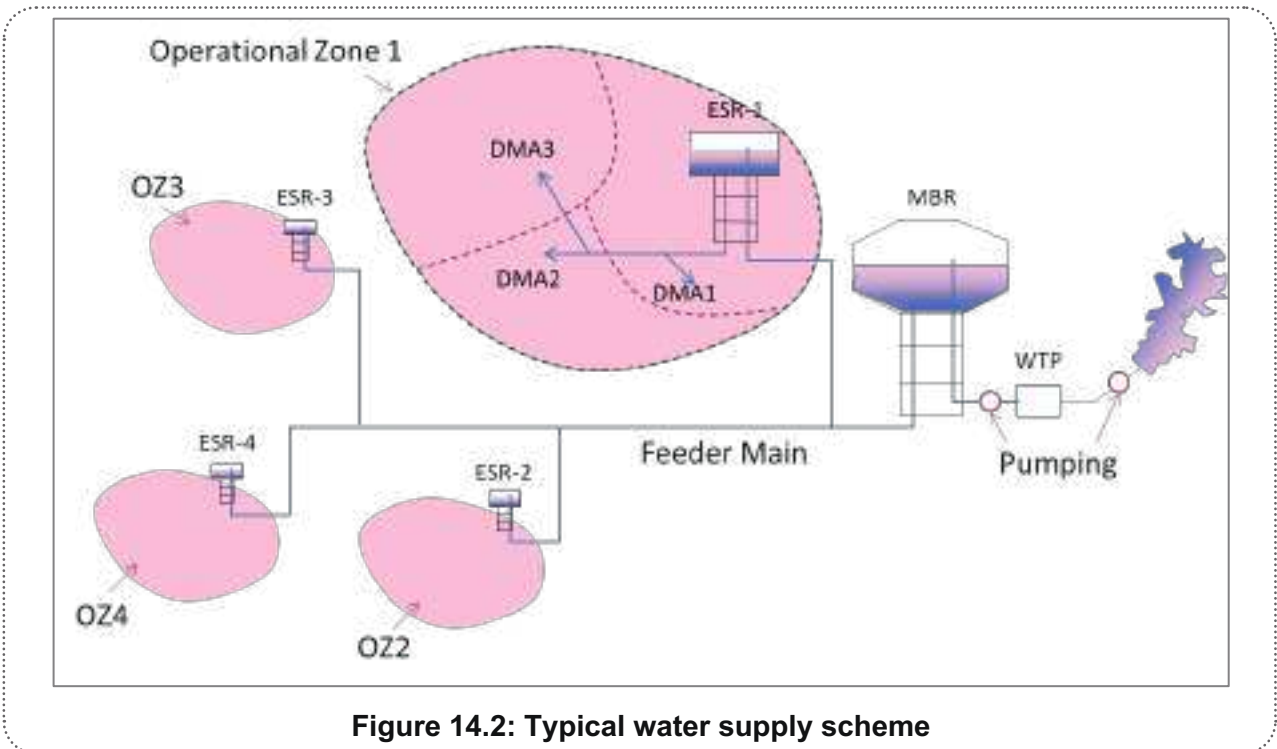 Operational Zone 1
ESR-1
DMA3
OZ3
ESR-3
MBR
DMA2
DMA1
WTP
ESR-4
Feeder Main
Pumping
ESR-2
OZ4
OZ2
Figure 14.2: Typical water supply scheme